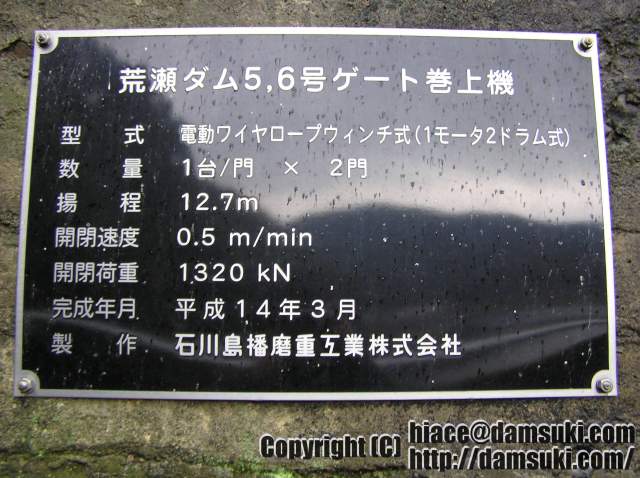 荒瀬ダム5,6号ゲート巻上機
型 式 電動ワイヤロープウィンチ式(1モータ2ドラム式)
数 量 1台/門 × 2門
揚 程 12.7m
開閉速度 0.5 m/min
開閉荷重 1320 kN
完成年月 平成14年3月
製 作 石川島播磨重工業株式会社
Copyright (C) hiace@damsuki.com
http://damsuki.com/